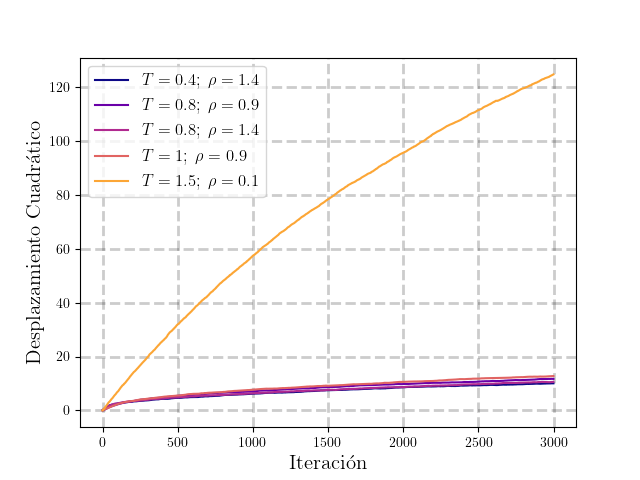 T = 0.4; ρ = 1.4
T = 0.8; ρ = 0.9
T = 0.8; ρ = 1.4
T = 1; ρ = 0.9
T = 1.5; ρ = 0.1
Desplazamiento Cuadrático
120
100
80
60
40
20
0
0 500 1000 1500 2000 2500 3000
Iteración